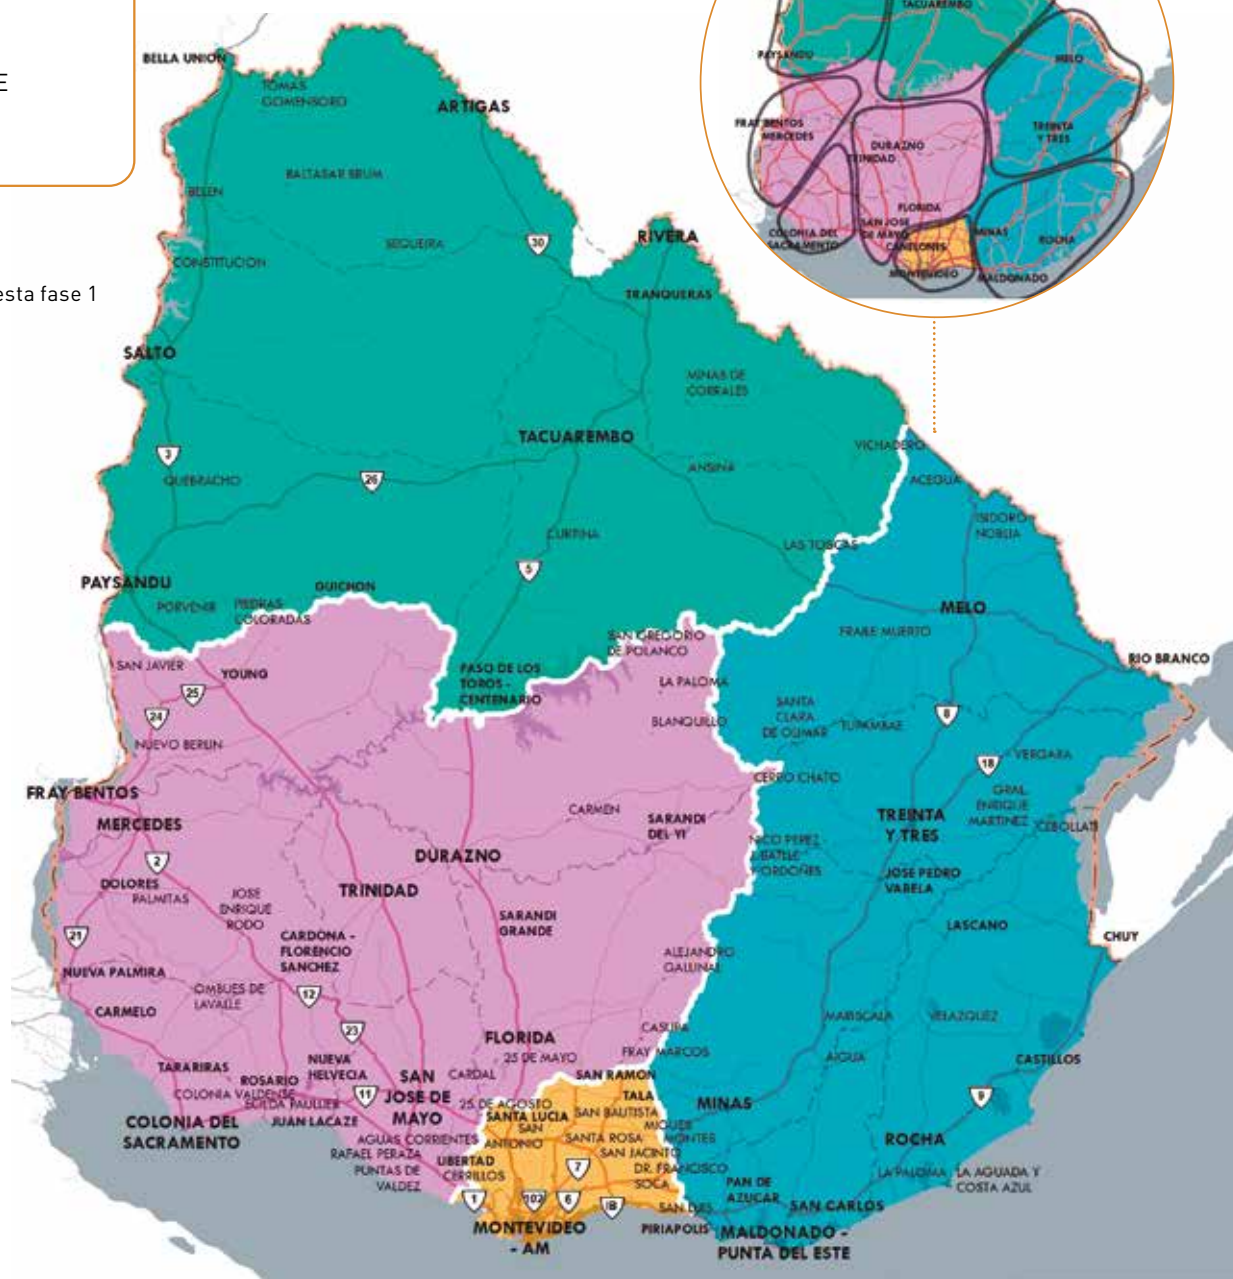 E
esta fase 1
TACUAREMBO
PAYSANDU
MELO
FRAY BENTOS
MERCEDES
TREINTA
Y TRES
DURAZNO
TRINIDAD
FLORIDA
SAN JOSE
DE MAYO
COLONIA DEL
SACRAMENTO
CANELONES
MINAS
ROCHA
MONTEVIDEO
MALDONADO
BELLA UNION
TOMAS
GOMENSORO
ARTIGAS
BALTASAR BRUM
BELEN
SEQUEIRA
30
RIVERA
CONSTITUCION
TRANQUERAS
SALTO
MINAS DE
CORRALES
TACUAREMBO
VICHADERO
3
QUEBRACHO
26
ANSINA
ACEGUA
ISIDORO
NOBLIA
CURTINA
LAS TOSCAS
5
PAYSANDU
GUICHON
PORVENIR
PIEDRAS
COLORADAS
MELO
FRAILE MUERTO
SAN GREGORIO
DE POLANCO
RIO BRANCO
SAN JAVIER
YOUNG
PASO DE LOS
TOROS -
CENTENARIO
LA PALOMA
25
24
BLANQUILLO
SANTA
CLARA
DE OLIMAR
TUPAMBAE
8
NUEVO BERLIN
VERGARA
18
FRAY BENTOS
CERRO CHATO
GRAL.
ENRIQUE
MARTINEZ
CEBOLLATI
MERCEDES
CARMEN
SARANDI
DEL YI
TREINTA
Y TRES
NICO PEREZ -
J. BATLLE
Y ORDOÑES
2
DURAZNO
DOLORES
PALMITAS
TRINIDAD
JOSE PEDRO
VARELA
JOSE
ENRIQUE
RODO
SARANDI
GRANDE
LASCANO
21
CARDONA -
FLORENCIO
SANCHEZ
CHUY
ALEJANDRO
GALLINAL
NUEVA PALMIRA
OMBUES DE
LAVALLE
12
CARMELO
23
MARISCALA
VELAZQUEZ
CASUPA
FLORIDA
25 DE MAYO
FRAY MARCOS
AIGUA
CASTILLOS
TARARIRAS
NUEVA
HELVECIA
CARDAL
SAN RAMON
ROSARIO
COLONIA VALDENSE
11
SAN
JOSE DE
MAYO
25 DE AGOSTO
TALA
MINAS
9
ECILDA PAULLIER
JUAN LACAZE
COLONIA DEL
SACRAMENTO
SANTA LUCIA
SAN
ANTONIO
SAN BAUTISTA
MIGUES
MONTES
AGUAS CORRIENTES
RAFAEL PERAZA
SANTA ROSA
SAN JACINTO
ROCHA
PUNTAS DE
VALDEZ
LIBERTAD
CERRILLOS
7
DR. FRANCISCO
SOCA
LA PALOMA
LA AGUADA Y
COSTA AZUL
1
102
6
IB
SAN LUIS
PAN DE
AZUCAR
SAN CARLOS
MONTEVIDEO
- AM
PIRIAPOLIS
MALDONADO -
PUNTA DEL ESTE